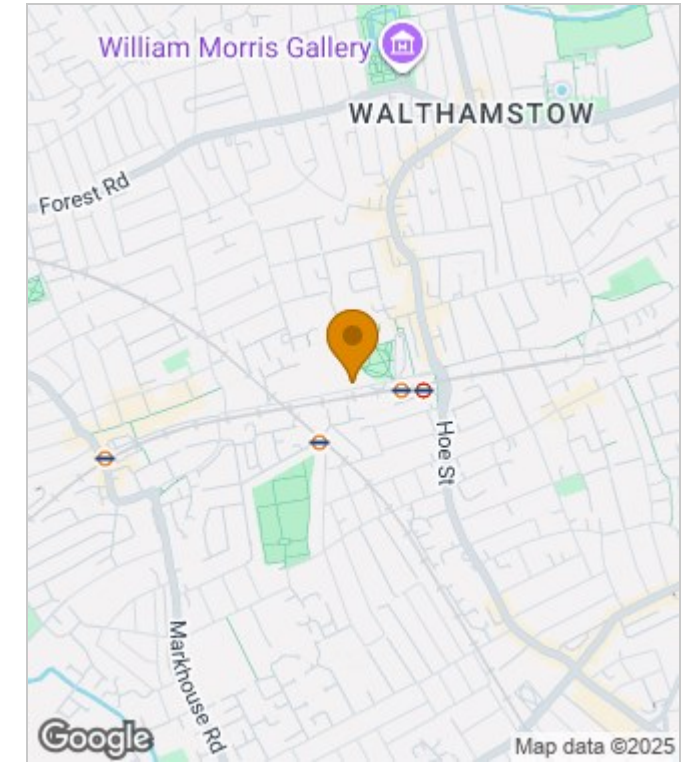 William Morris Gallery
WALTHAMSTOW
Forest Rd
Hoe St
Markhouse Rd
Google
Map data ©2025